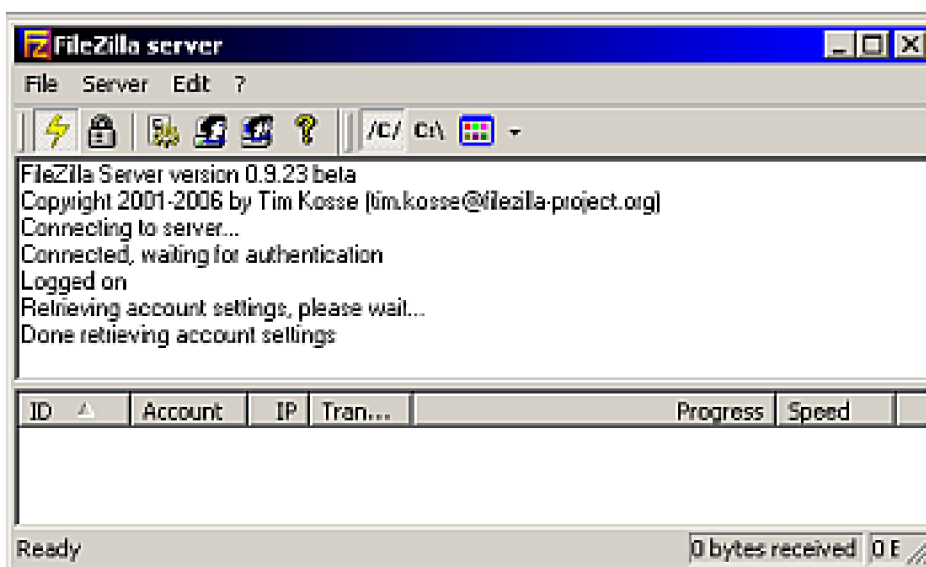 FileZilla server
File Server Edit ?
/C/ C:\
FileZilla Server version 0.9.23 beta
Copyright 2001-2006 by Tim Kosse (tim.kosse@filezilla-project.org)
Connecting to server...
Connected, waiting for authentication
Logged on
Retrieving account settings, please wait...
Done retrieving account settings
ID Account IP Tran... Progress Speed
Ready 0 bytes received 0